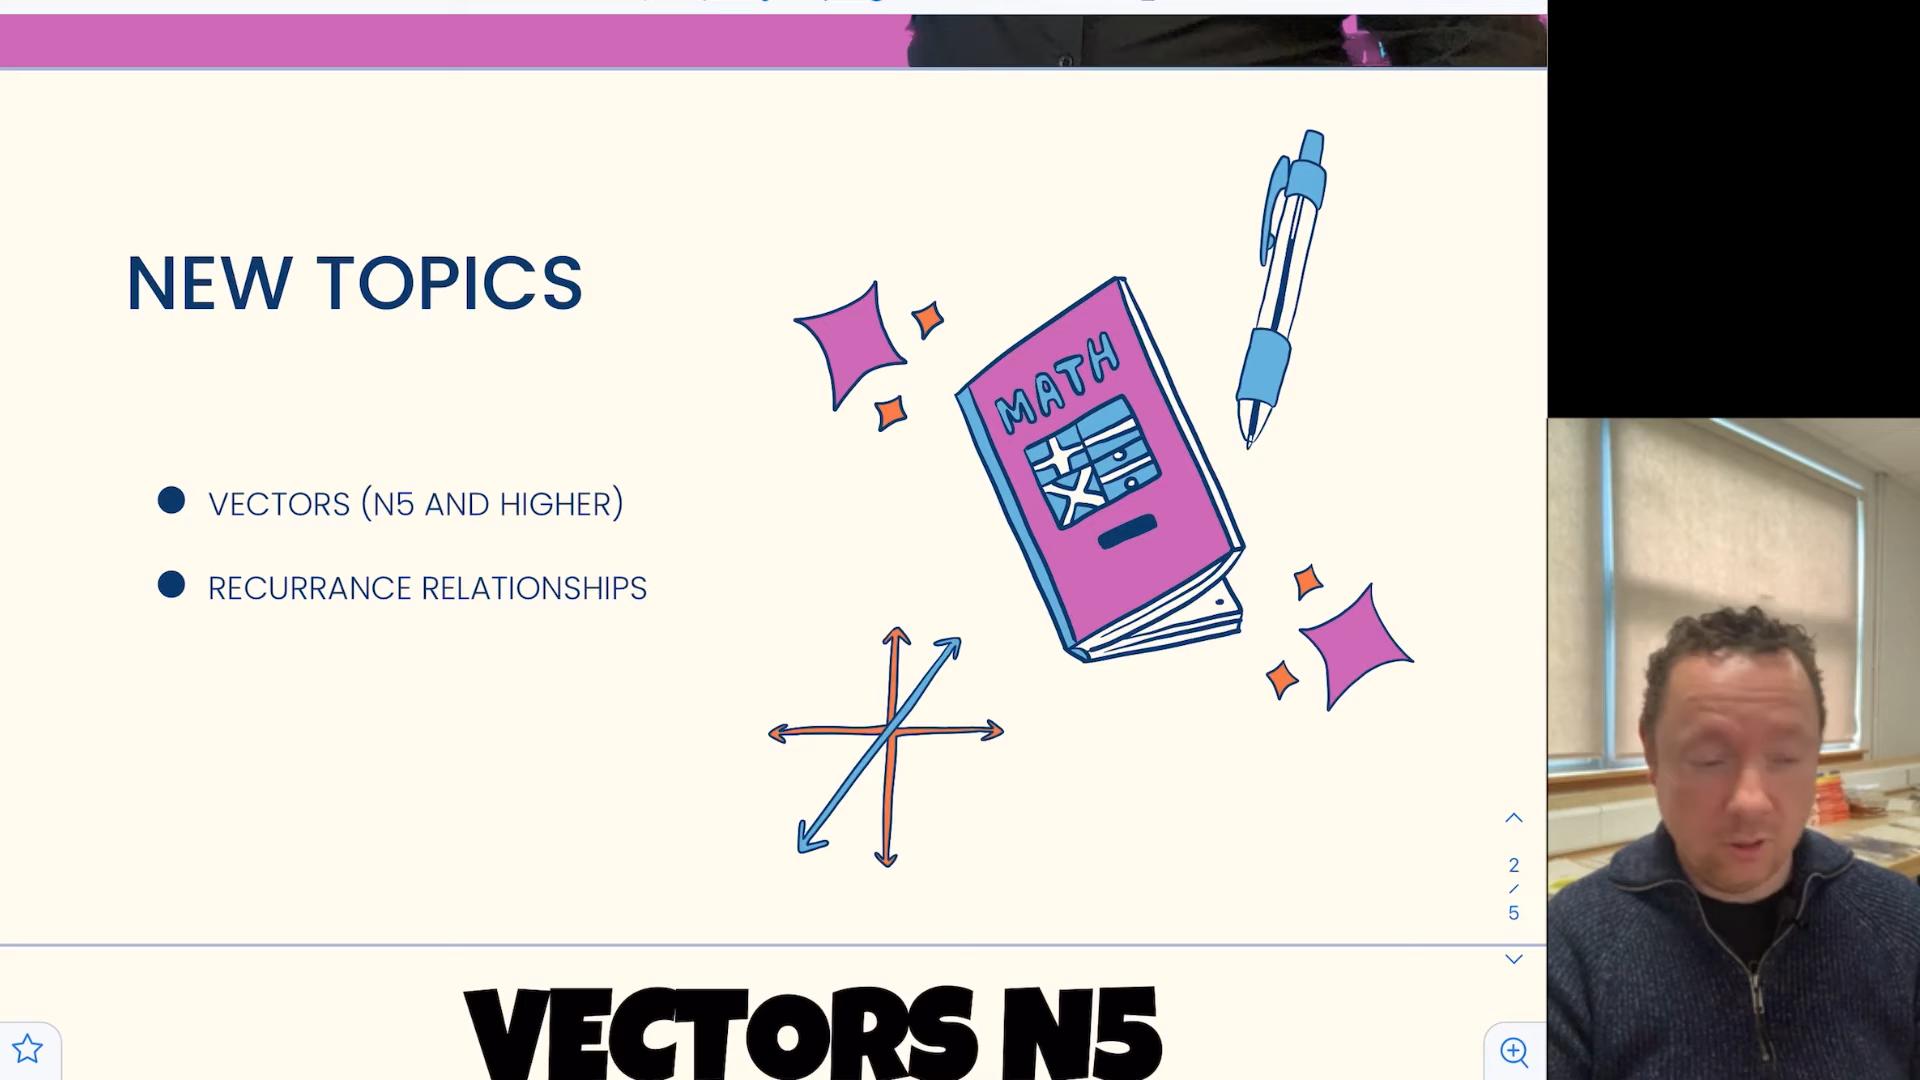 NEW TOPICS
VECTORS (N5 AND HIGHER)
RECURRANCE RELATIONSHIPS
MATH
2
/
5
VECTORS N5